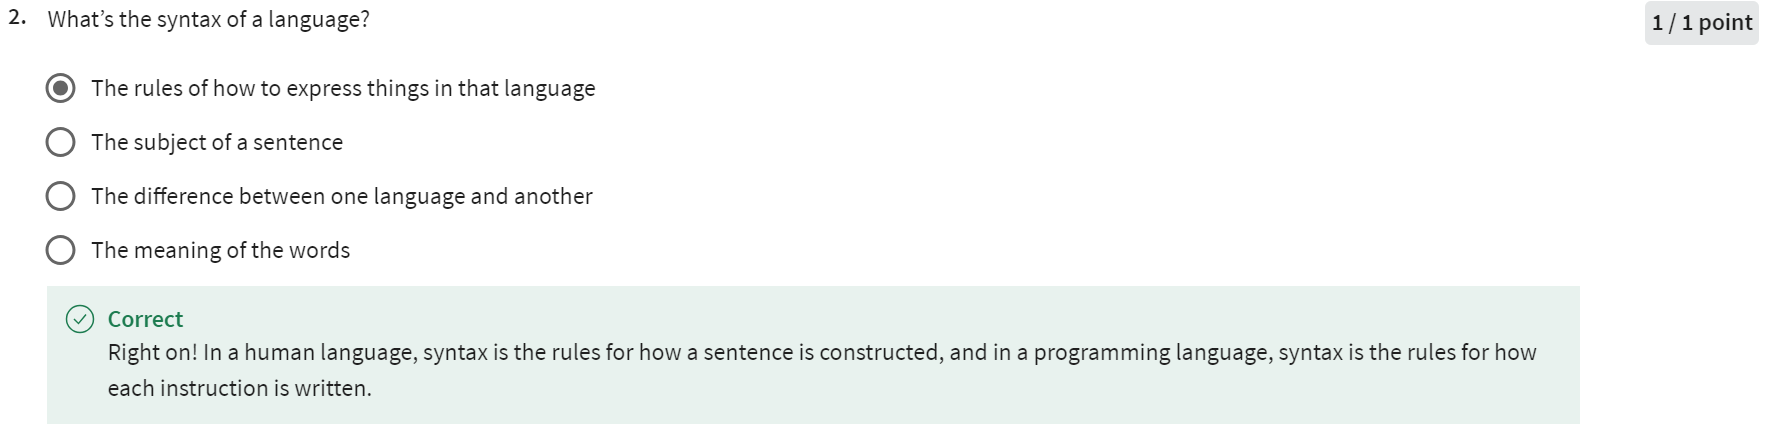 2. What’s the syntax of a language?
1 / 1 point
The rules of how to express things in that language
The subject of a sentence
The difference between one language and another
The meaning of the words
Correct
Right on! In a human language, syntax is the rules for how a sentence is constructed, and in a programming language, syntax is the rules for how
each instruction is written.